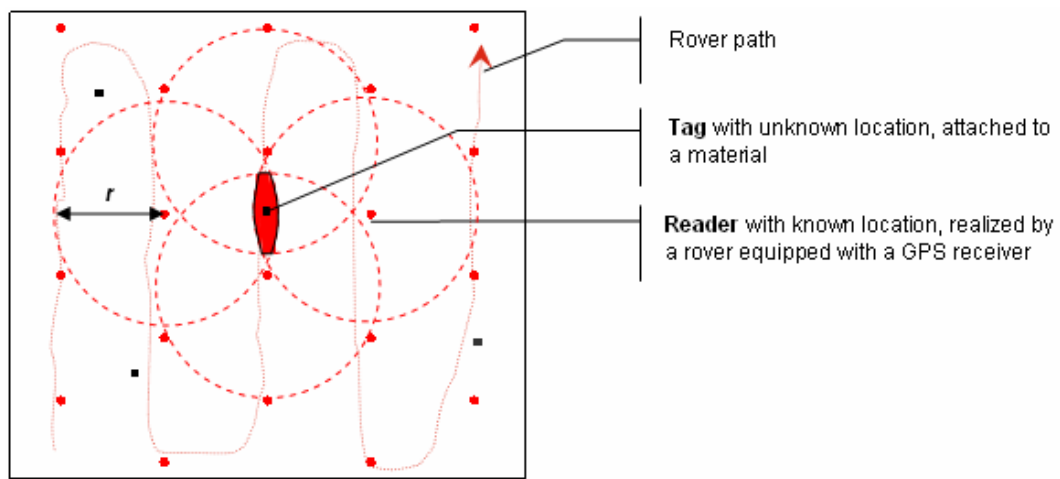 Rover path
Tag with unknown location, attached to
a material
r
Reader with known location, realized by
a rover equipped with a GPS receiver